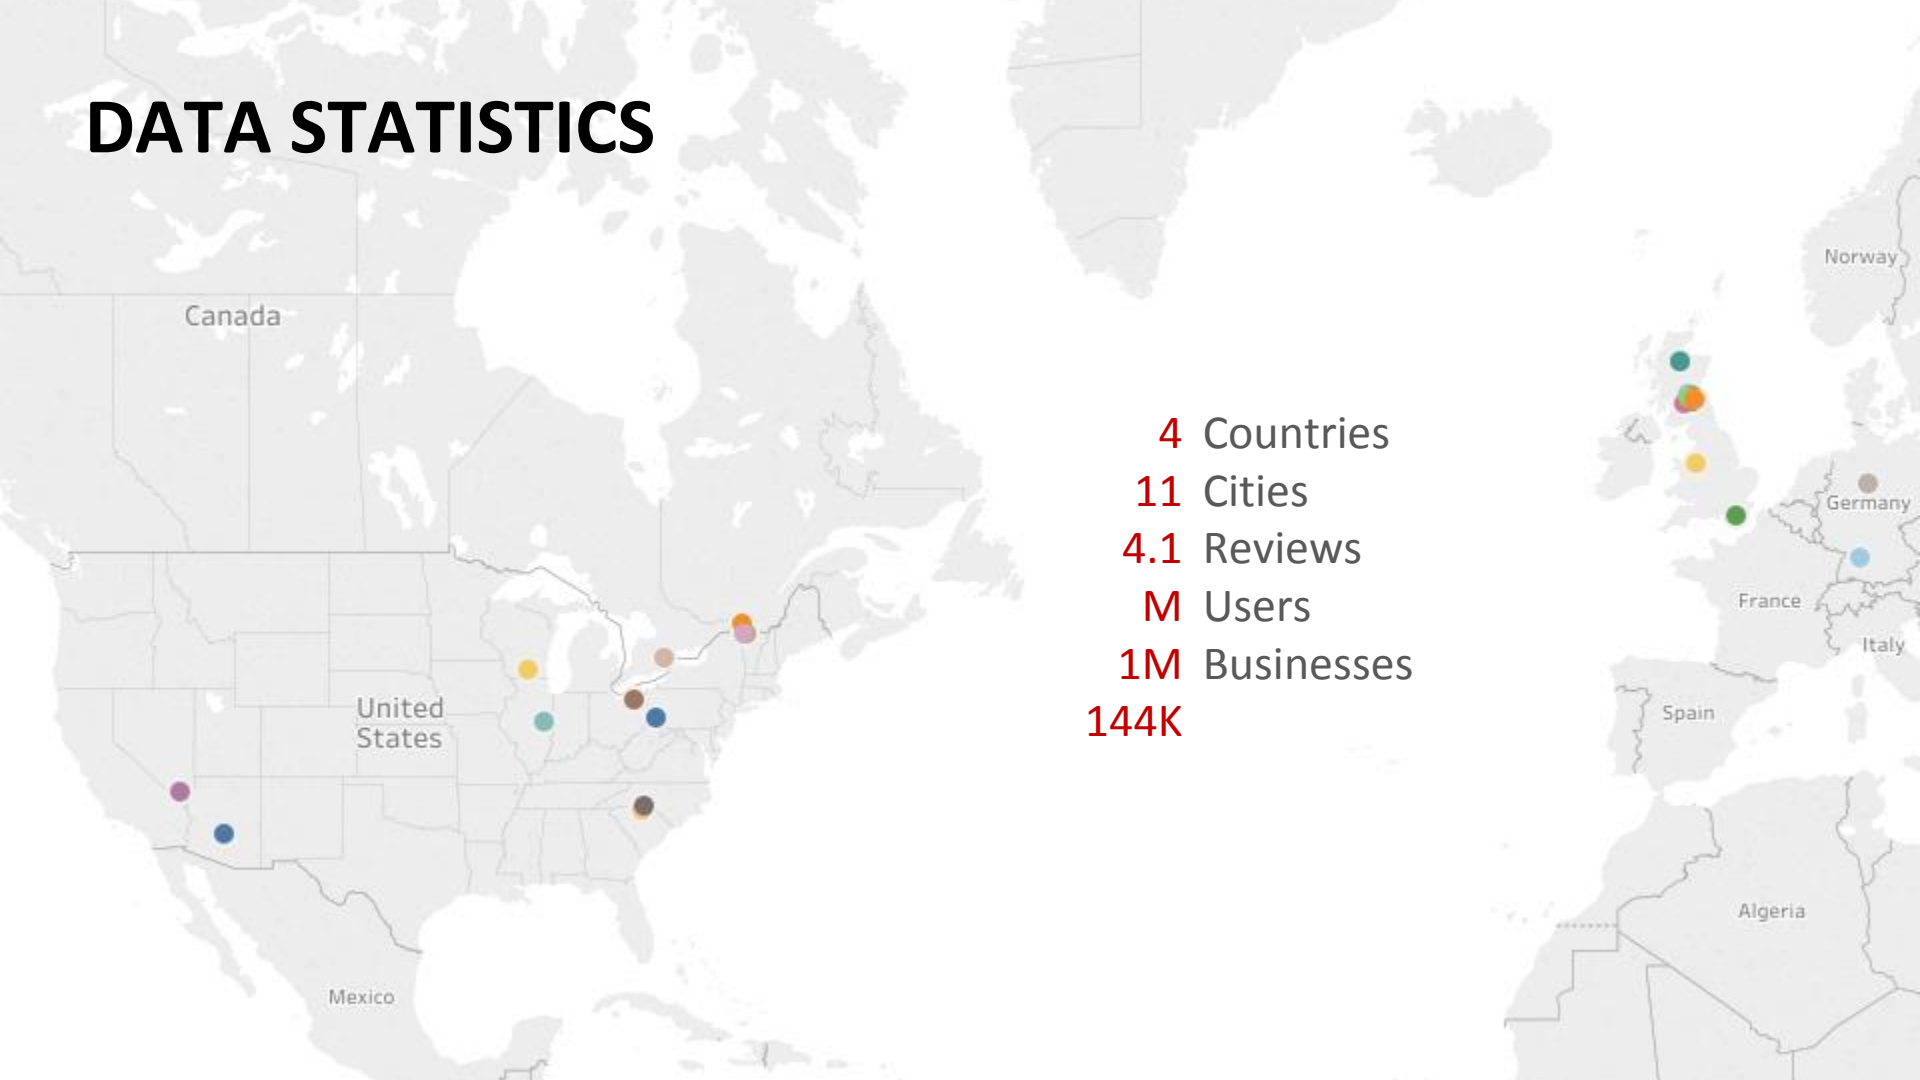 DATA STATISTICS
Norway
Canada
4 Countries
11 Cities
4.1 Reviews
M Users
1M Businesses
144K
Germany
France
Italy
United
States
Spain
Algeria
Mexico